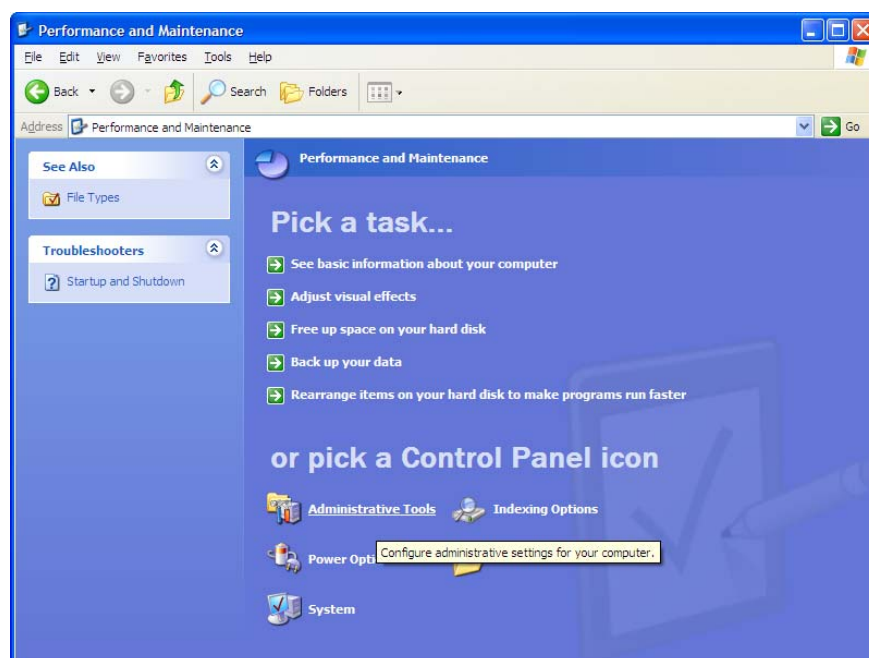 Performance and Maintenance
File Edit View Favorites Tools Help
Back Search Folders
Address Performance and Maintenance Go
See Also
File Types
Troubleshooters
Startup and Shutdown
Performance and Maintenance
Pick a task...
See basic information about your computer
Adjust visual effects
Free up space on your hard disk
Back up your data
Rearrange items on your hard disk to make programs run faster
or pick a Control Panel icon
Administrative Tools Indexing Options
Power Opti
Configure administrative settings for your computer.
System